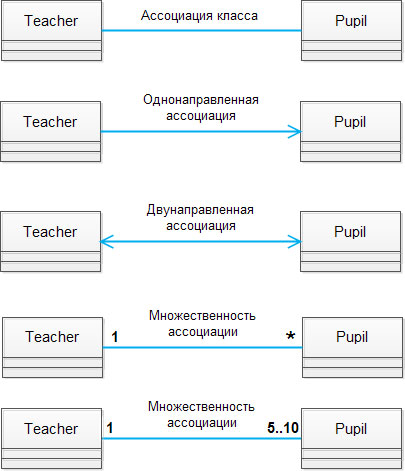 Ассоциация класса
Teacher Pupil
Однонаправленная
ассоциация
Teacher Pupil
Двунаправленная
ассоциация
Teacher Pupil
Множественность
ассоциации
Teacher 1 * Pupil
Множественность
ассоциации
Teacher 1 5..10 Pupil